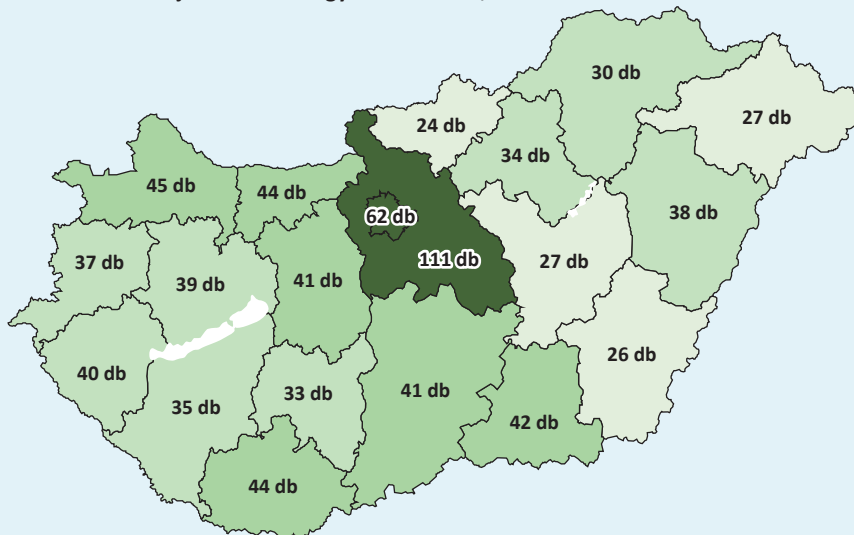 30 db
27 db
24 db
34 db
45 db
44 db
38 db
62 db
111 db
37 db
39 db
41 db
27 db
40 db
35 db
33 db
41 db
26 db
42 db
44 db